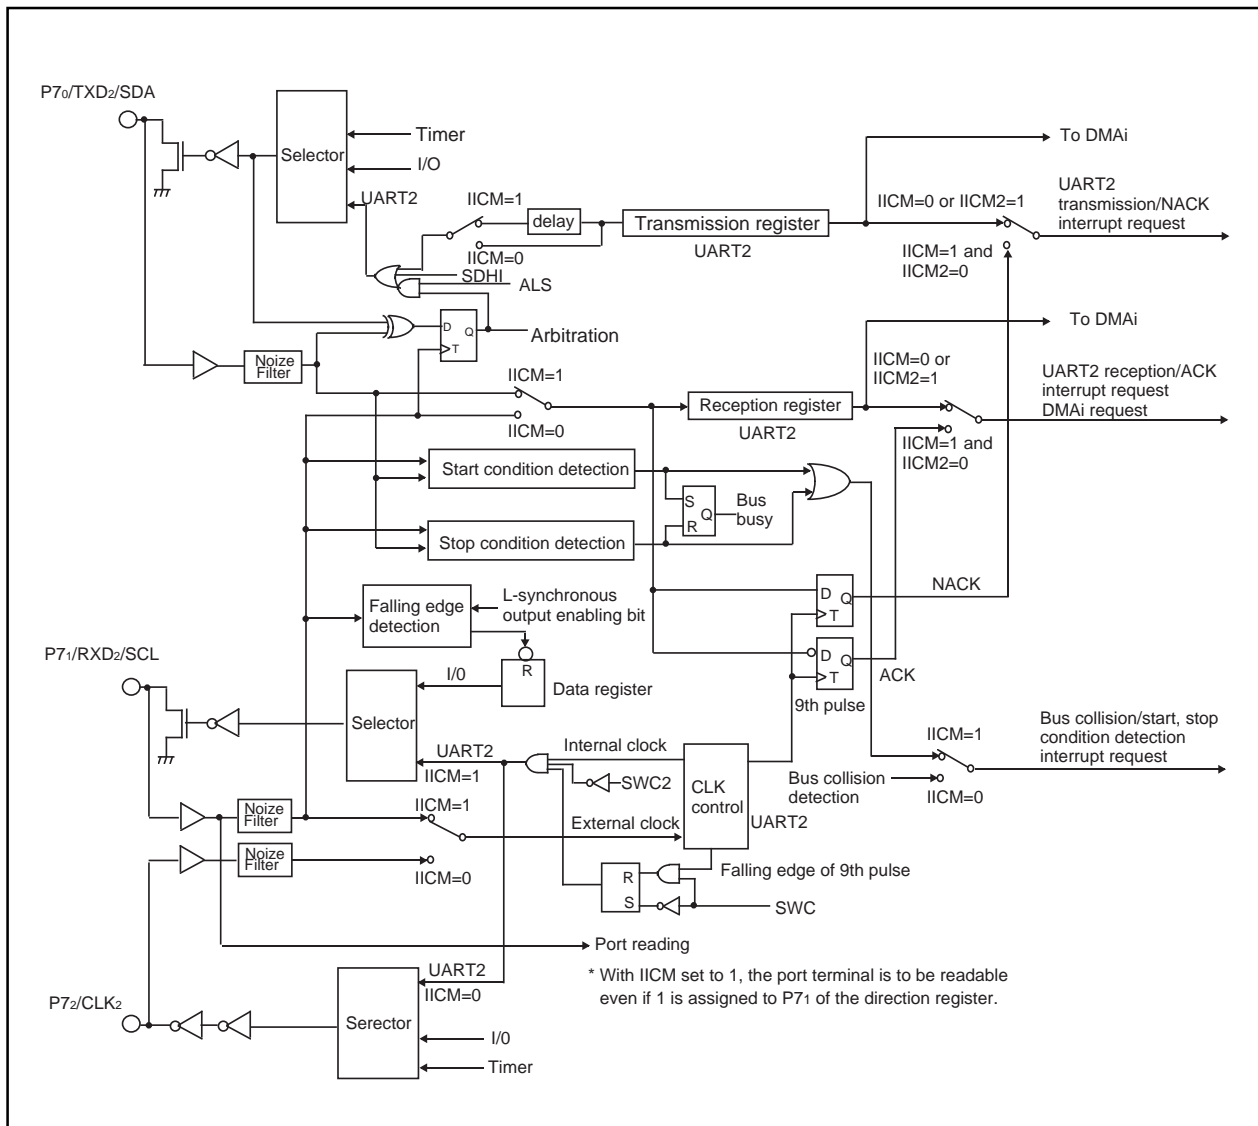 P70/TXD2/SDA
Selector
Timer
I/O
UART2
IICM=1
delay
IICM=0
SDHI
ALS
Transmission register
UART2
To DMAi
IICM=0 or IICM2=1
UART2
transmission/NACK
interrupt request
IICM=1 and
IICM2=0
D
Q
T
Arbitration
Noize
Filter
To DMAi
IICM=0 or
IICM2=1
UART2 reception/ACK
interrupt request
DMAi request
IICM=1
IICM=0
Reception register
UART2
IICM=1 and
IICM2=0
Start condition detection
S
Q
R
Bus
busy
Stop condition detection
Falling edge
detection
L-synchronous
output enabling bit
D
Q
T
NACK
D
Q
T
ACK
9th pulse
P71/RXD2/SCL
Selector
I/0
R
Data register
UART2
IICM=1
Internal clock
SWC2
CLK
control
UART2
Bus collision
detection
IICM=1
IICM=0
Bus collision/start, stop
condition detection
interrupt request
Noize
Filter
IICM=1
External clock
Noize
Filter
IICM=0
R
S
Falling edge of 9th pulse
SWC
Port reading
* With IICM set to 1, the port terminal is to be readable
even if 1 is assigned to P71 of the direction register.
P72/CLK2
Serector
UART2
IICM=0
I/0
Timer